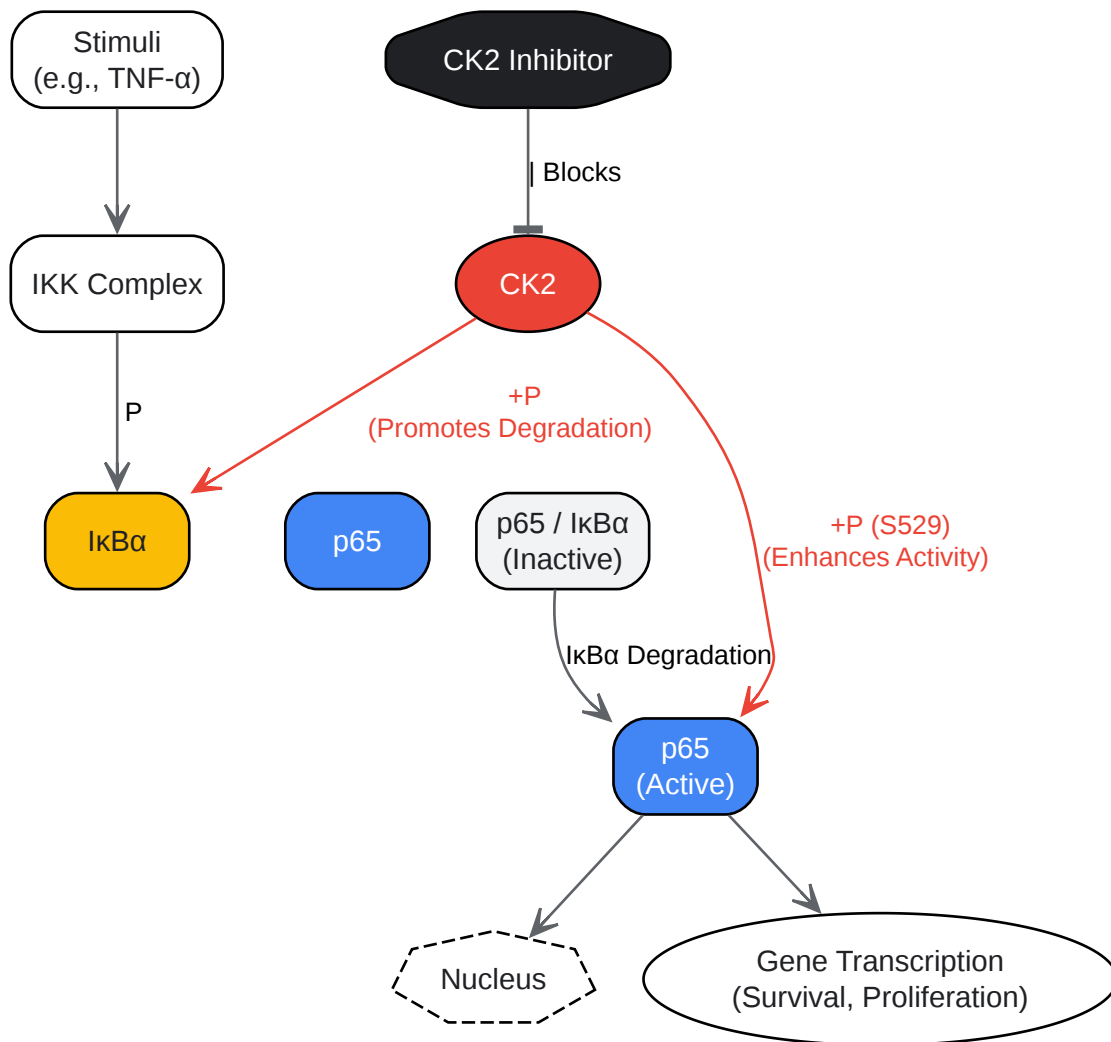 Stimuli
(e.g., TNF-α)
CK2 Inhibitor
| Blocks
IKK Complex
CK2
P
+P
(Promotes Degradation)
IκBα
p65
p65 / IκBα
(Inactive)
+P (S529)
(Enhances Activity)
IκBα Degradation
p65
(Active)
Nucleus
Gene Transcription
(Survival, Proliferation)